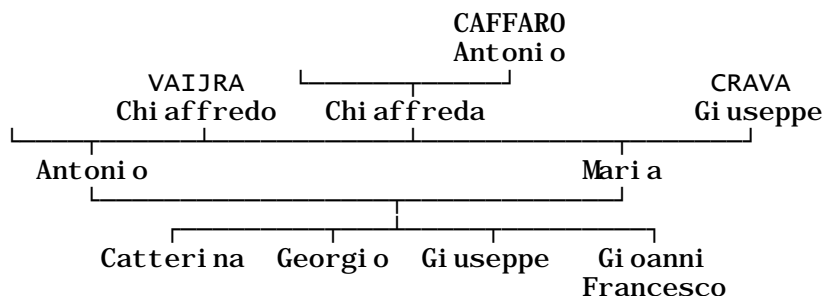 CAFFARO
Antonio
VAIJRA CRAVA
Chiaffredo Chiaffreda Giuseppe
Antonio Maria
Catterina Georgio Giuseppe Gioanni
Francesco